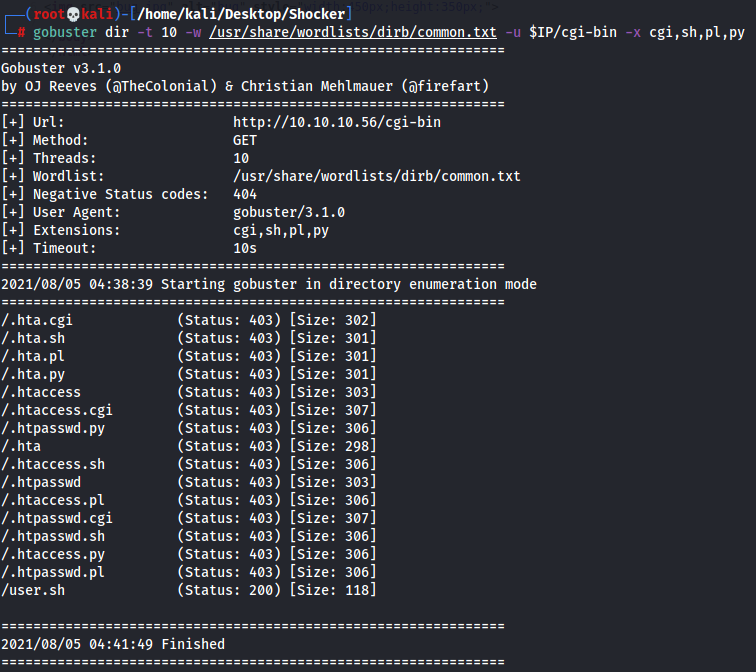 50px;height:350px;">
(root💀kali)-[/home/kali/Desktop/Shocker]
# gobuster dir -t 10 -w /usr/share/wordlists/dirb/common.txt -u $IP/cgi-bin -x cgi,sh,pl,py
===============================================================
Gobuster v3.1.0
by OJ Reeves (@TheColonial) & Christian Mehlmauer (@firefart)
===============================================================
[+] Url:                     http://10.10.10.56/cgi-bin
[+] Method:                  GET
[+] Threads:                 10
[+] Wordlist:                /usr/share/wordlists/dirb/common.txt
[+] Negative Status codes:   404
[+] User Agent:              gobuster/3.1.0
[+] Extensions:              cgi,sh,pl,py
[+] Timeout:                 10s
===============================================================
2021/08/05 04:38:39 Starting gobuster in directory enumeration mode
===============================================================
/.hta.cgi             (Status: 403) [Size: 302]
/.hta.sh              (Status: 403) [Size: 301]
/.hta.pl              (Status: 403) [Size: 301]
/.hta.py              (Status: 403) [Size: 301]
/.htaccess            (Status: 403) [Size: 303]
/.htaccess.cgi        (Status: 403) [Size: 307]
/.htpasswd.py         (Status: 403) [Size: 306]
/.hta                 (Status: 403) [Size: 298]
/.htaccess.sh         (Status: 403) [Size: 306]
/.htpasswd            (Status: 403) [Size: 303]
/.htaccess.pl         (Status: 403) [Size: 306]
/.htpasswd.cgi        (Status: 403) [Size: 307]
/.htpasswd.sh         (Status: 403) [Size: 306]
/.htaccess.py         (Status: 403) [Size: 306]
/.htpasswd.pl         (Status: 403) [Size: 306]
/user.sh              (Status: 200) [Size: 118]
===============================================================
2021/08/05 04:41:49 Finished
===============================================================